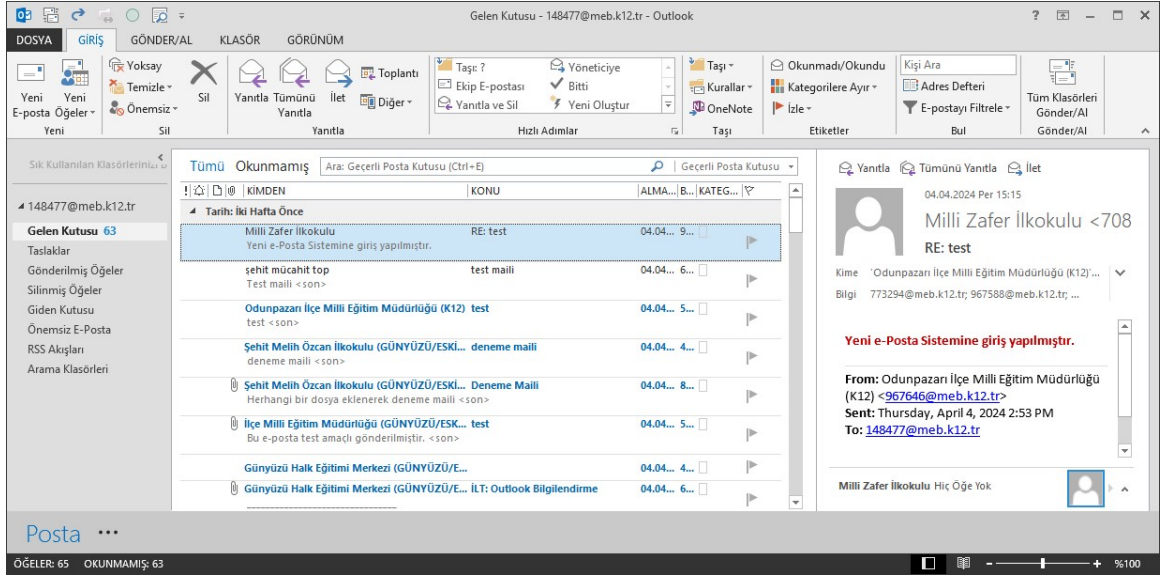 Gelen Kutusu - 148477@meb.k12.tr - Outlook
DOSYA GİRİŞ GÖNDER/AL KLASÖR GÖRÜNÜM
Yeni E-posta
Yeni Öğeler
Yeni
Yoksay
Temizle
Önemsiz
Sil
Sil
Yanıtla
Tümünü Yanıtla
İlet
Toplantı
Diğer
Yanıtla
Taşı: ?
Ekip E-postası
Yanıtla ve Sil
Yöneticiye
Bitti
Yeni Oluştur
Hızlı Adımlar
Taşı
Kurallar
OneNote
Taşı
Okunmadı/Okundu
Kategorilere Ayır
İzle
Etiketler
Kişi Ara
Adres Defteri
E-postayı Filtrele
Bul
Tüm Klasörleri
Gönder/Al
Gönder/Al
Sık Kullanılan Klasörlerinizi
148477@meb.k12.tr
Gelen Kutusu 63
Taslaklar
Gönderilmiş Öğeler
Silinmiş Öğeler
Giden Kutusu
Önemsiz E-Posta
RSS Akışları
Arama Klasörleri
Tümü Okunmamış Ara: Geçerli Posta Kutusu (Ctrl+E) Geçerli Posta Kutusu
KİMDEN KONU ALMA... B... KATEG...
Tarih: İki Hafta Önce
Milli Zafer İlkokulu RE: test 04.04... 9...
Yeni e-Posta Sistemine giriş yapılmıştır.
şehit mücahit top test maili 04.04... 6...
Test maili <son>
Odunpazarı İlçe Milli Eğitim Müdürlüğü (K12) test 04.04... 5...
test <son>
Şehit Melih Özcan İlkokulu (GÜNYÜZÜ/ESKİ... deneme maili 04.04... 4...
deneme maili <son>
Şehit Melih Özcan İlkokulu (GÜNYÜZÜ/ESKİ... Deneme Maili 04.04... 8...
Herhangi bir dosya eklenerek deneme maili <son>
İlçe Milli Eğitim Müdürlüğü (GÜNYÜZÜ/ESK... test 04.04... 5...
Bu e-posta test amaçlı gönderilmiştir. <son>
Günyüzü Halk Eğitimi Merkezi (GÜNYÜZÜ/E... 04.04... 4...
Günyüzü Halk Eğitimi Merkezi (GÜNYÜZÜ/E... İLT: Outlook Bilgilendirme 04.04... 6...
Yanıtla Tümünü Yanıtla İlet
04.04.2024 Per 15:15
Milli Zafer İlkokulu <708
RE: test
Kime 'Odunpazarı İlçe Milli Eğitim Müdürlüğü (K12)'...
Bilgi 773294@meb.k12.tr; 967588@meb.k12.tr; ...
Yeni e-Posta Sistemine giriş yapılmıştır.
From: Odunpazarı İlçe Milli Eğitim Müdürlüğü
(K12) <967646@meb.k12.tr>
Sent: Thursday, April 4, 2024 2:53 PM
To: 148477@meb.k12.tr
Milli Zafer İlkokulu Hiç Öğe Yok
Posta
ÖĞELER: 65 OKUNMAMIŞ: 63 %100